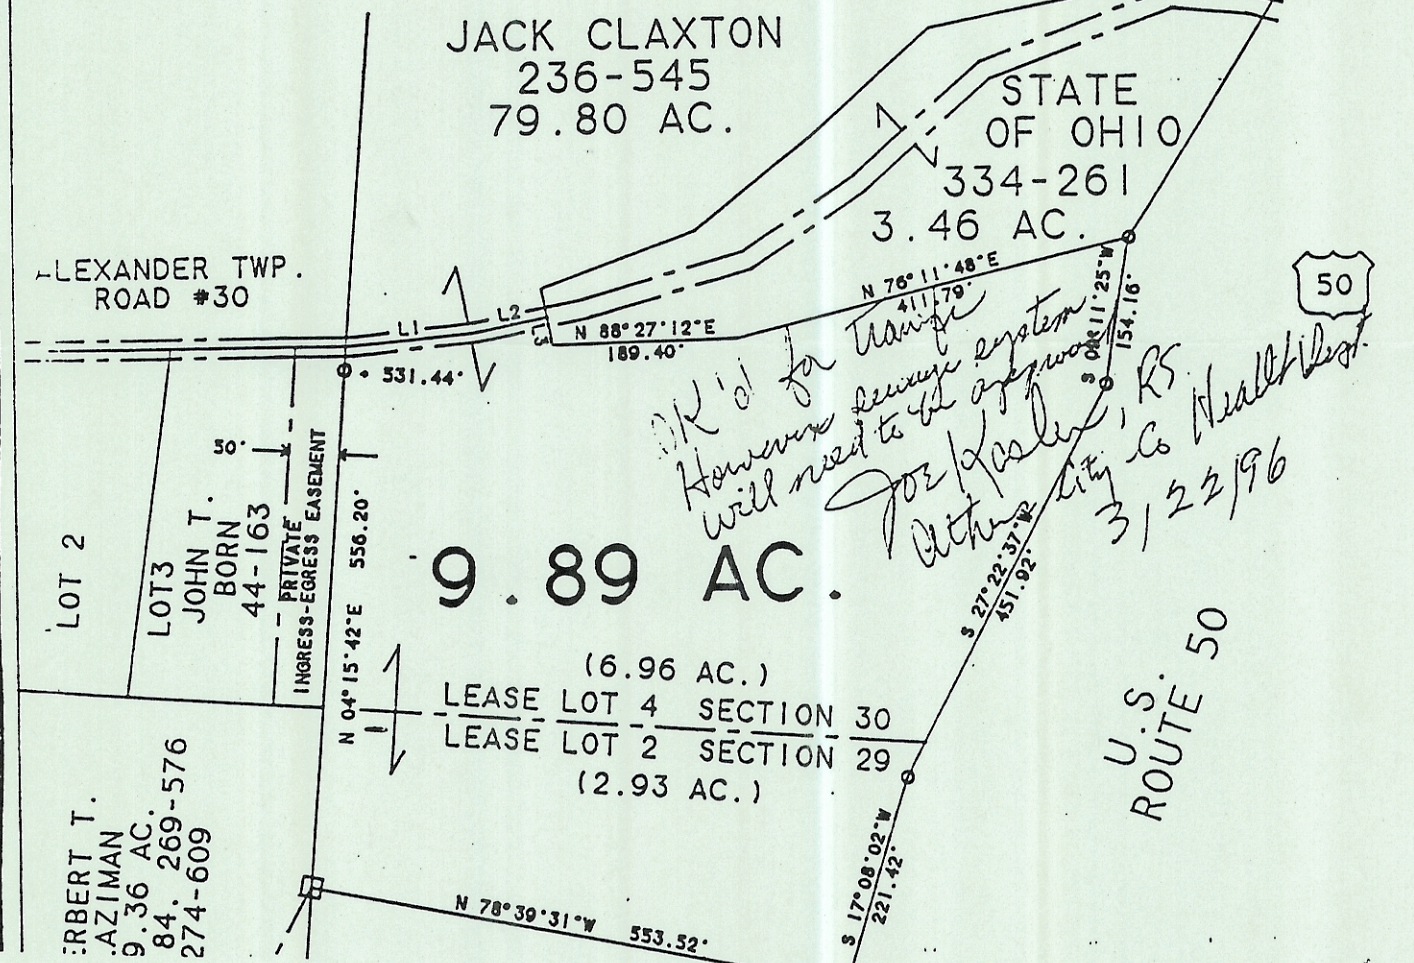 JACK CLAXTON
236-545
79.80 AC.
STATE
OF OHIO
334-261
3.46 AC.
LEXANDER TWP.
ROAD #30
L1
L2
L3
N 88°27'12"E
189.40'
N 76°11'48"E
411.79'
11'25"W
154.16'
50
531.44'
OK'd for transfer
However sewage system
will need to be approved
Joe Kasler, RS
City Co Health Dept.
3/22/96
LOT 2
LOT3
JOHN T.
BORN
44-163
PRIVATE
INGRESS-EGRESS EASEMENT
N 04°15'42"E 556.20'
9.89 AC.
(6.96 AC.)
LEASE LOT 4 SECTION 30
LEASE LOT 2 SECTION 29
(2.93 AC.)
S 27°22'37"W
451.92'
U.S.
ROUTE 50
RBERT T.
AZIMAN
9.36 AC.
84. 269-576
274-609
N 78°39'31"W 553.52'
S 17°08'02"W
221.42'